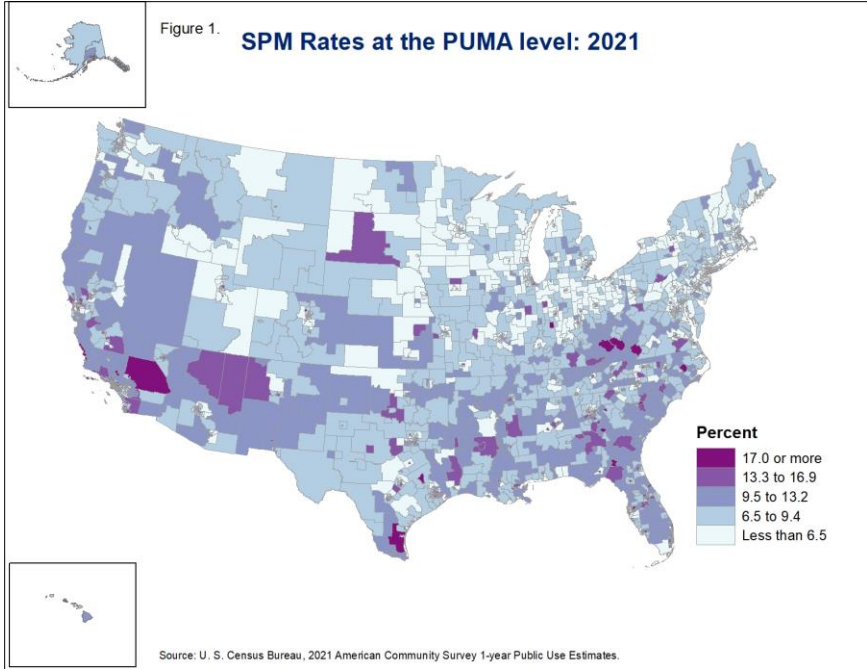 Figure 1.
SPM Rates at the PUMA level: 2021
Percent
17.0 or more
13.3 to 16.9
9.5 to 13.2
6.5 to 9.4
Less than 6.5
Source: U. S. Census Bureau, 2021 American Community Survey 1-year Public Use Estimates.